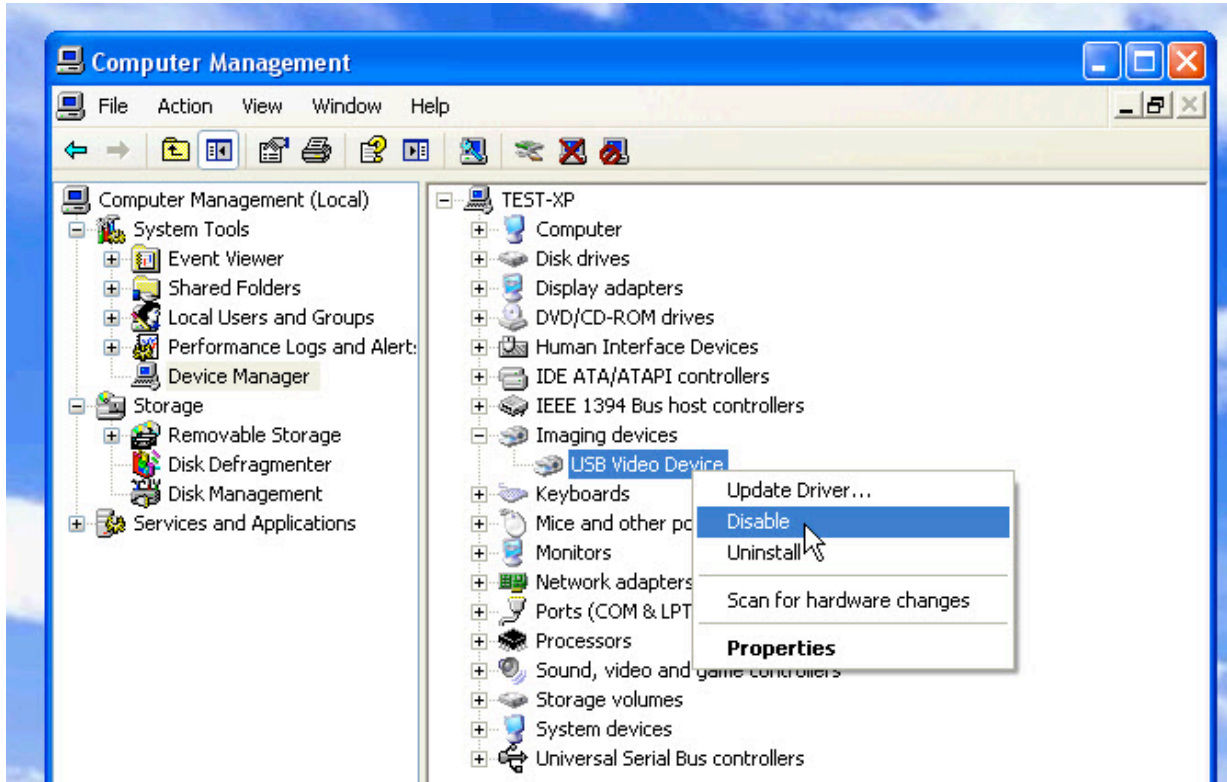 Computer Management
File Action View Window Help
Computer Management (Local)
System Tools
Event Viewer
Shared Folders
Local Users and Groups
Performance Logs and Alert:
Device Manager
Storage
Removable Storage
Disk Defragmenter
Disk Management
Services and Applications
TEST-XP
Computer
Disk drives
Display adapters
DVD/CD-ROM drives
Human Interface Devices
IDE ATA/ATAPI controllers
IEEE 1394 Bus host controllers
Imaging devices
USB Video Device
Keyboards
Mice and other po
Monitors
Network adapters
Ports (COM & LPT
Processors
Sound, video and game controllers
Storage volumes
System devices
Universal Serial Bus controllers
Update Driver...
Disable
Uninstall
Scan for hardware changes
Properties